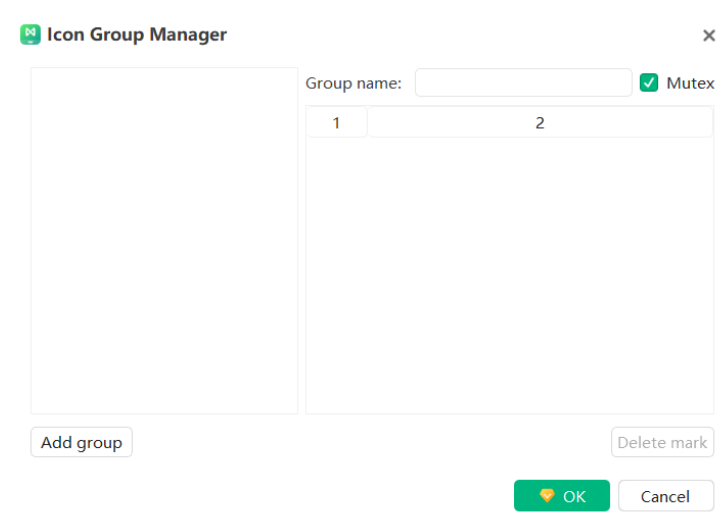 Icon Group Manager
Group name:
Mutex
1 2
Add group
Delete mark
OK
Cancel